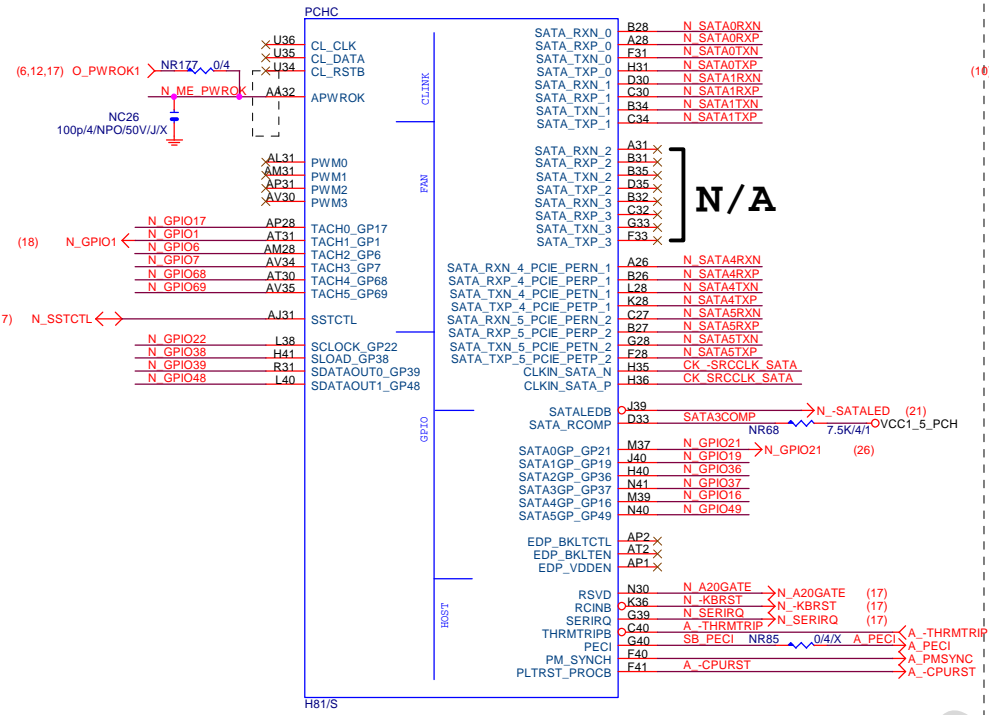 PCHC
U36 CL_CLK
U35 CL_DATA
U34 CL_RSTB
(6,12,17) O_PWROK1 NR177 0/4
N_ME_PWROK AA32 APWROK
NC26
100p/4/NPO/50V/J/X
CLINK
AL31 PWM0
AM31 PWM1
AP31 PWM2
AV30 PWM3
FAN
N_GPIO17 AP28 TACH0_GP17
(18) N_GPIO1 N_GPIO1 AT31 TACH1_GP1
N_GPIO6 AM28 TACH2_GP6
N_GPIO7 AV34 TACH3_GP7
N_GPIO68 AT30 TACH4_GP68
N_GPIO69 AV35 TACH5_GP69
7) N_SSTCTL AJ31 SSTCTL
N_GPIO22 L38 SCLOCK_GP22
N_GPIO38 H41 SLOAD_GP38
N_GPIO39 R31 SDATAOUT0_GP39
N_GPIO48 L40 SDATAOUT1_GP48
GPIO
HOST
SATA_RXN_0 B28 N_SATA0RXN
SATA_RXP_0 A28 N_SATA0RXP
SATA_TXN_0 F31 N_SATA0TXN
SATA_TXP_0 H31 N_SATA0TXP
SATA_RXN_1 D30 N_SATA1RXN
SATA_RXP_1 C30 N_SATA1RXP
SATA_TXN_1 B34 N_SATA1TXN
SATA_TXP_1 C34 N_SATA1TXP
(10
SATA_RXN_2 A31
SATA_RXP_2 B31
SATA_TXN_2 B35
SATA_TXP_2 D35
SATA_RXN_3 B32
SATA_RXP_3 C32
SATA_TXN_3 G33
SATA_TXP_3 F33
N/A
SATA_RXN_4_PCIE_PERN_1 A26 N_SATA4RXN
SATA_RXP_4_PCIE_PERP_1 B26 N_SATA4RXP
SATA_TXN_4_PCIE_PETN_1 L28 N_SATA4TXN
SATA_TXP_4_PCIE_PETP_1 K28 N_SATA4TXP
SATA_RXN_5_PCIE_PERN_2 C27 N_SATA5RXN
SATA_RXP_5_PCIE_PERP_2 B27 N_SATA5RXP
SATA_TXN_5_PCIE_PETN_2 G28 N_SATA5TXN
SATA_TXP_5_PCIE_PETP_2 F28 N_SATA5TXP
CLKIN_SATA_N H35 CK_-SRCCLK_SATA
CLKIN_SATA_P H36 CK_SRCCLK_SATA
SATALEDB J39 N_-SATALED (21)
SATA_RCOMP D33 SATA3COMP NR68 7.5K/4/1 VCC1_5_PCH
SATA0GP_GP21 M37 N_GPIO21 N_GPIO21 (26)
SATA1GP_GP19 J40 N_GPIO19
SATA2GP_GP36 H40 N_GPIO36
SATA3GP_GP37 N41 N_GPIO37
SATA4GP_GP16 M39 N_GPIO16
SATA5GP_GP49 N40 N_GPIO49
EDP_BKLTCTL AP2
EDP_BKLTEN AT2
EDP_VDDEN AP1
RSVD N30 N_A20GATE N_A20GATE (17)
RCINB K36 N_-KBRST N_-KBRST (17)
SERIRQ G39 N_SERIRQ N_SERIRQ (17)
THRMTRIPB C40 A_-THRMTRIP A_-THRMTRIP
PECI G40 SB_PECI NR85 0/4/X A_PECI A_PECI
PM_SYNCH F40 A_PMSYNC
PLTRST_PROCB F41 A_-CPURST A_-CPURST
H81/S